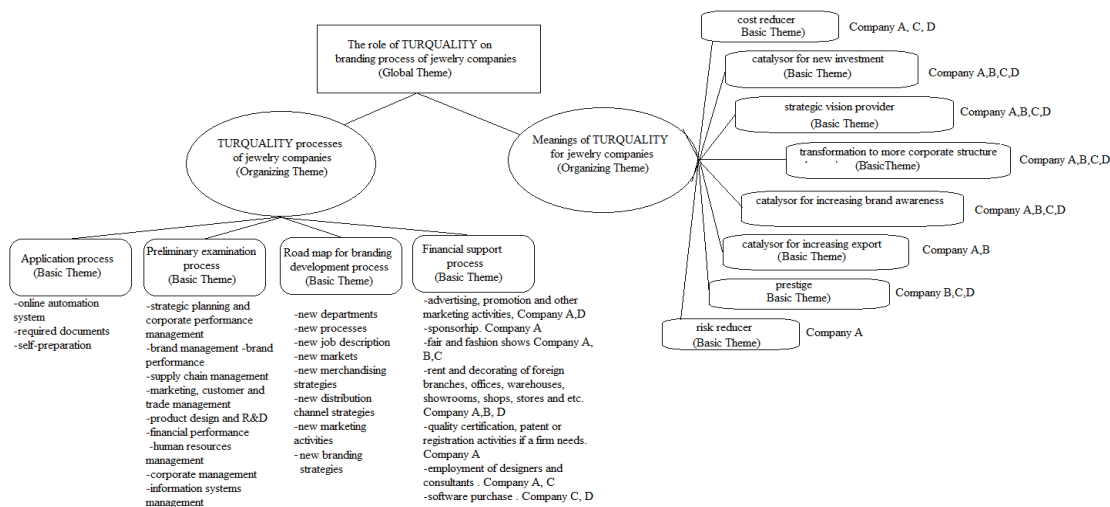 The role of TURQUALITY on
branding process of jewelry companies
(Global Theme)
TURQUALITY processes
of jewelry companies
(Organizing Theme)
Meanings of TURQUALITY
for jewelry companies
(Organizing Theme)
cost reducer
Basic Theme)
Company A, C, D
catalysor for new investment
(Basic Theme)
Company A,B,C,D
strategic vision provider
(Basic Theme)
Company A,B,C,D
transformation to more corporate structure
(BasicTheme)
Company A,B,C,D
catalysor for increasing brand awareness
Company A,B,C,D
catalysor for increasing export
(Basic Theme)
Company A,B
prestige
Basic Theme)
Company B,C,D
risk reducer
(Basic Theme)
Company A
Application process
(Basic Theme)
-online automation
system
-required documents
-self-preparation
Preliminary examination
process
(Basic Theme)
-strategic planning and
corporate performance
management
-brand management -brand
performance
-supply chain management
-marketing, customer and
trade management
-product design and R&D
-financial performance
-human resources
management
-corporate management
-information systems
management
Road map for branding
development process
(Basic Theme)
-new departments
-new processes
-new job description
-new markets
-new merchandising
strategies
-new distribution
channel strategies
-new marketing
activities
-new branding
strategies
Financial support
process
(Basic Theme)
-advertising, promotion and other
marketing activities, Company A,D
-sponsorhip. Company A
-fair and fashion shows Company A,
B,C
-rent and decorating of foreign
branches, offices, warehouses,
showrooms, shops, stores and etc.
Company A,B, D
-quality certification, patent or
registration activities if a firm needs.
Company A
-employment of designers and
consultants . Company A, C
-software purchase . Company C, D